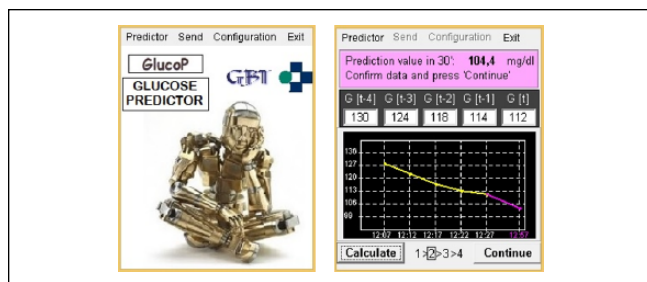 Predictor Send Configuration Exit
GlucoP
GBT
GLUCOSE
PREDICTOR
Predictor Send Configuration Exit
Prediction value in 30': 104,4 mg/dl
Confirm data and press 'Continue'
G [t-4] G [t-3] G [t-2] G [t-1] G [t]
130 124 118 114 112
136
127
120
113
106
99
12:07 12:12 12:17 12:22 12:27 12:57
Calculate 1>2>3>4 Continue